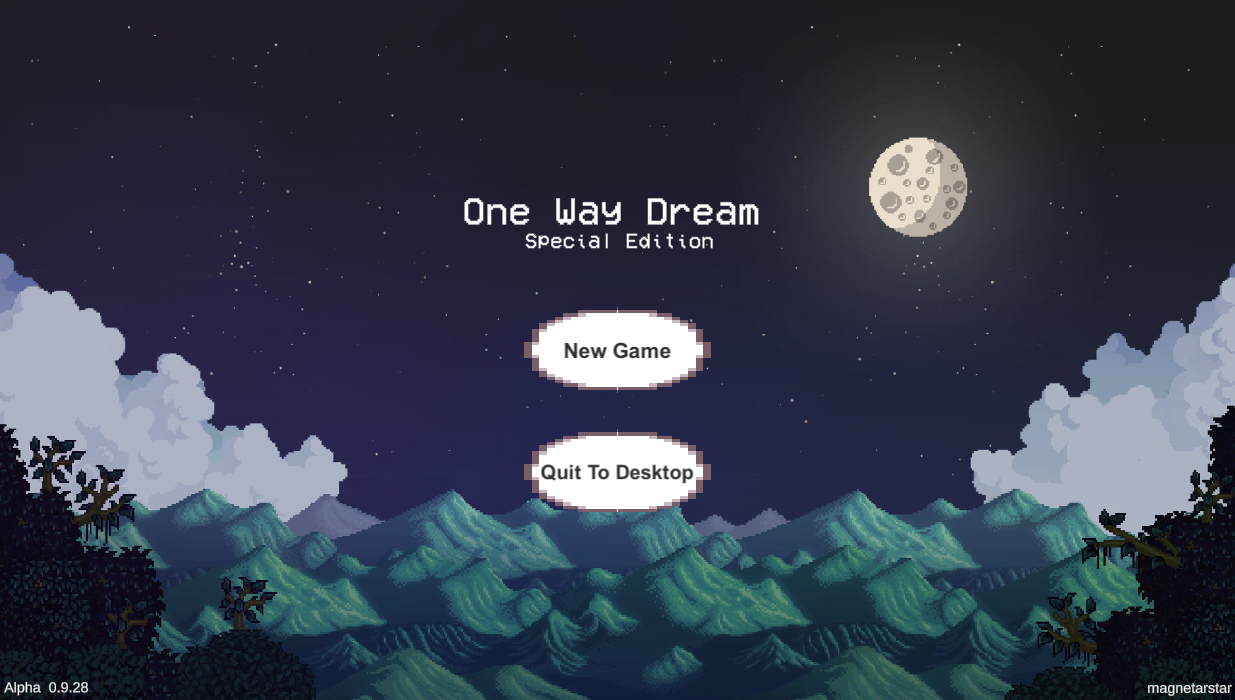 One Way Dream
Special Edition
New Game
Quit To Desktop
Alpha 0.9.28
magnetarstar